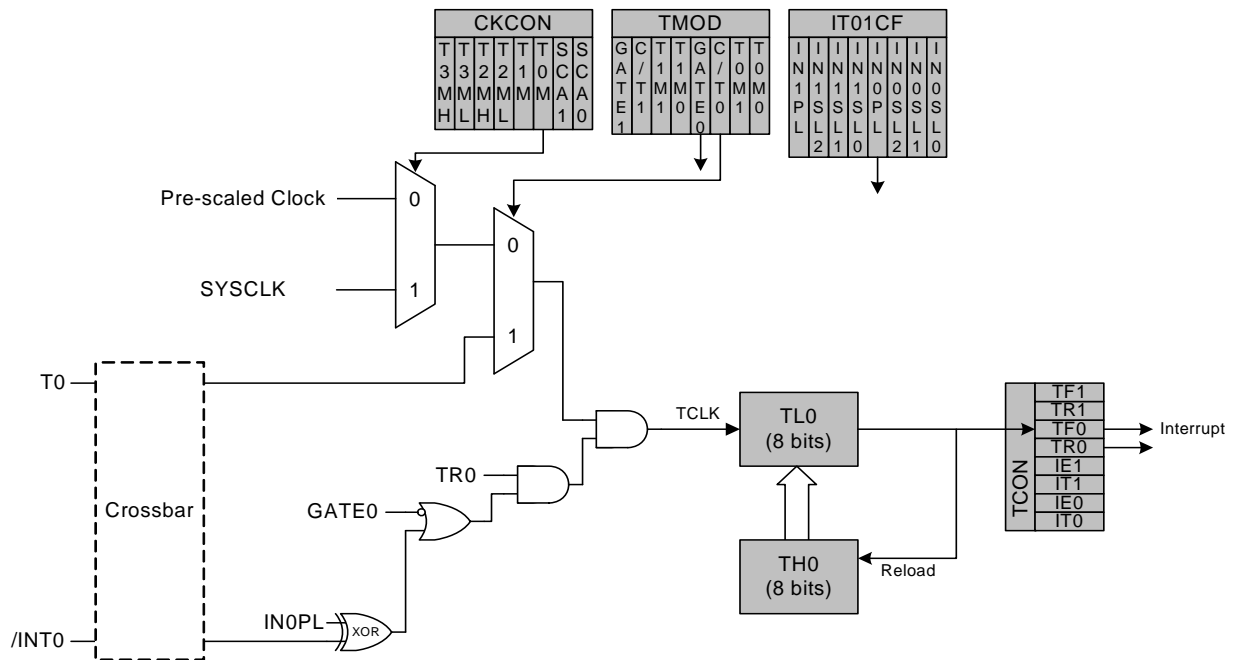 CKCON
T3MH
T3ML
T2MH
T2ML
T1M
T0M
SCA1
SCA0
TMOD
GATE1
C/T1
T1M1
T1M0
GATE0
C/T0
T0M1
T0M0
IT01CF
IN1PL
IN1SL2
IN1SL1
IN1SL0
IN0PL
IN0SL2
IN0SL1
IN0SL0
Pre-scaled Clock
0
SYSCLK
1
0
1
T0
Crossbar
/INT0
GATE0
TR0
IN0PL
XOR
TCLK
TL0
(8 bits)
TH0
(8 bits)
Reload
TCON
TF1
TR1
TF0
TR0
IE1
IT1
IE0
IT0
Interrupt